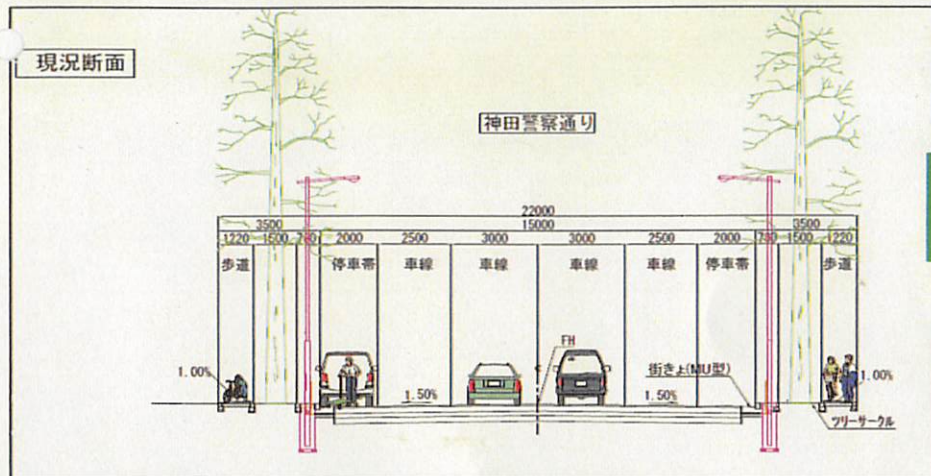 現況断面
神田警察通り
22000
3500 15000 3500
1220 1500 780 2000 2500 3000 3000 2500 2000 780 1500 1220
歩道 停車帯 車線 車線 車線 車線 停車帯 歩道
FH
1.00% 1.50% 1.50% 街きょ(MU型) 1.00%
ツリーサークル